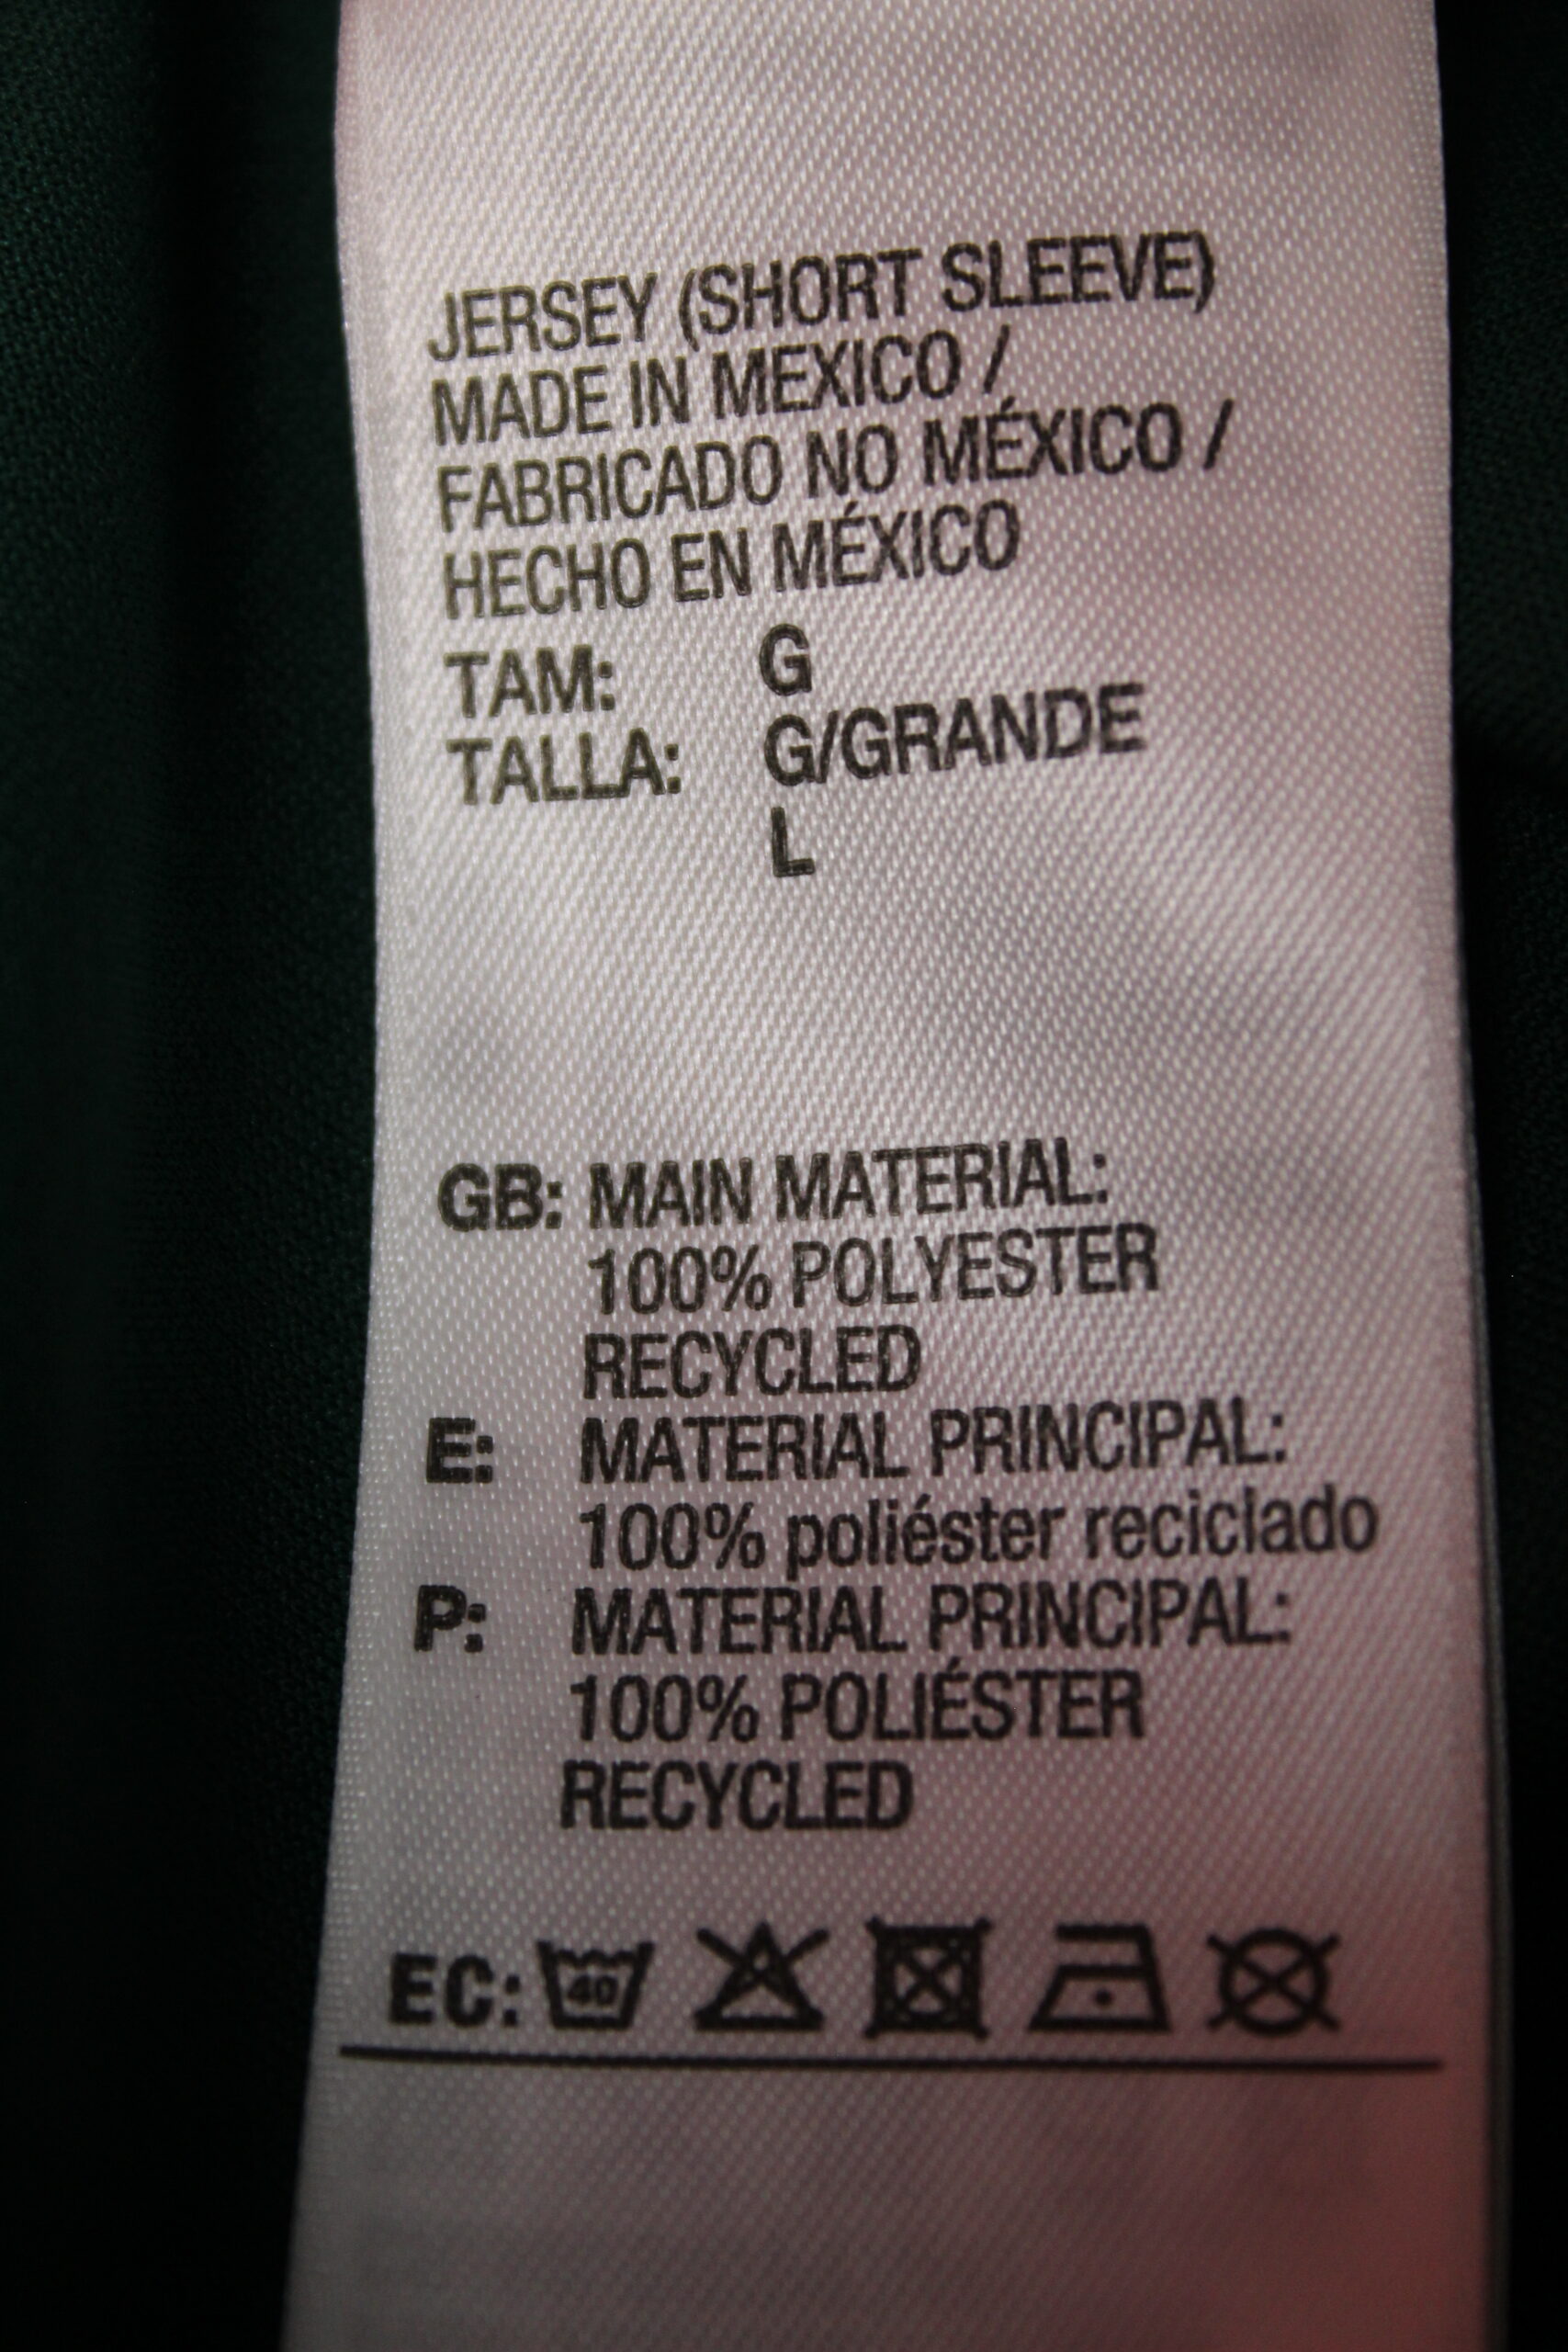 JERSEY (SHORT SLEEVE)
MADE IN MEXICO /
FABRICADO NO MÉXICO /
HECHO EN MÉXICO
TAM: G
TALLA: G/GRANDE
L
GB: MAIN MATERIAL:
100% POLYESTER
RECYCLED
E: MATERIAL PRINCIPAL:
100% poliéster reciclado
P: MATERIAL PRINCIPAL:
100% POLIÉSTER
RECYCLED
EC: 40